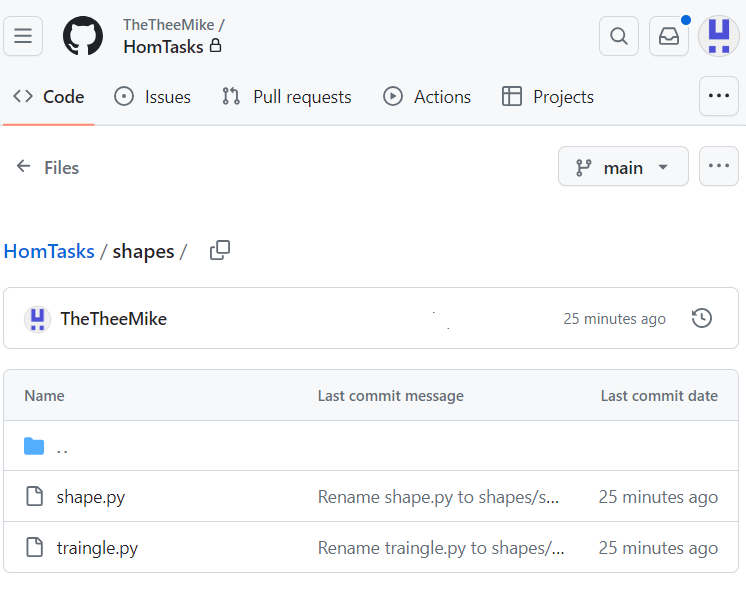 TheTheeMike /
HomTasks
Code Issues Pull requests Actions Projects ...
Files main ...
HomTasks / shapes /
TheTheeMike 25 minutes ago
Name Last commit message Last commit date
..
shape.py Rename shape.py to shapes/s... 25 minutes ago
traingle.py Rename traingle.py to shapes/... 25 minutes ago